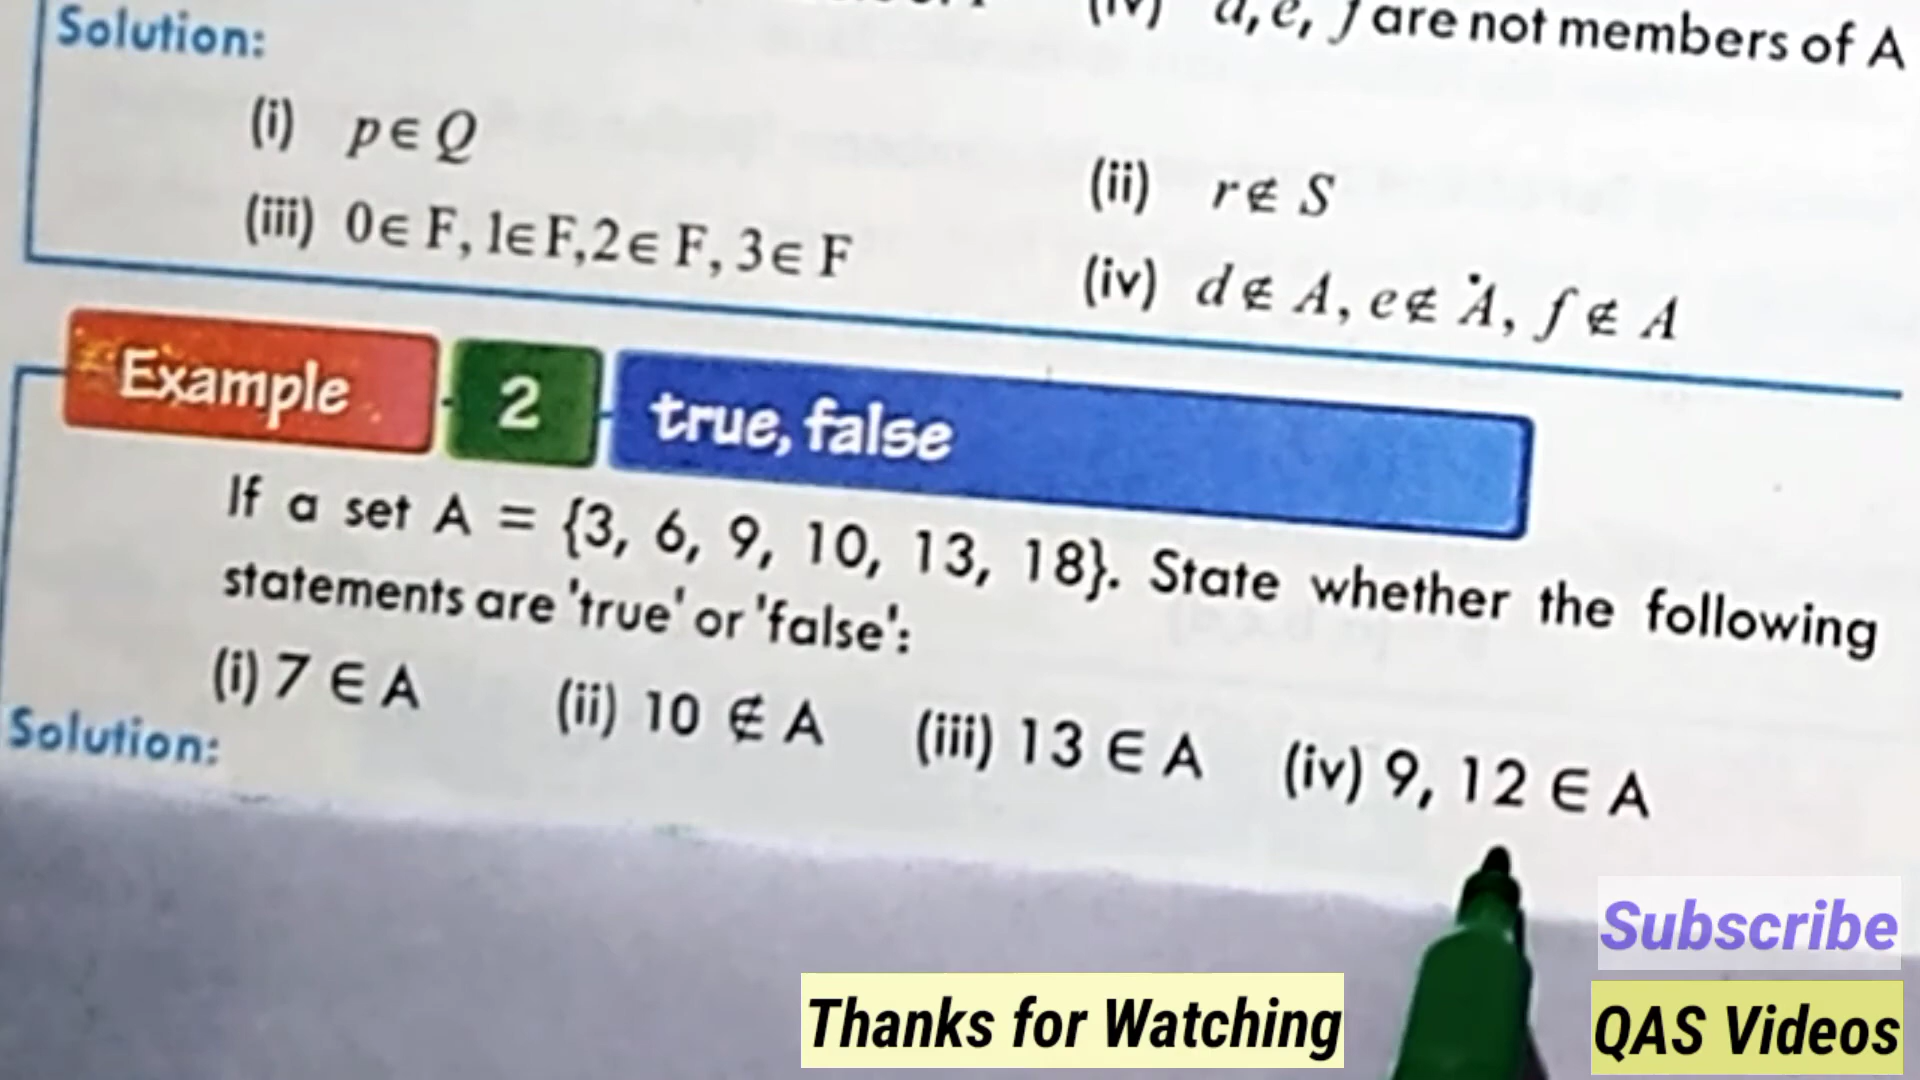 (iv) d, e, f are not members of A
Solution:
(i) p ∈ Q
(ii) r ∉ S
(iii) 0 ∈ F, 1 ∈ F, 2 ∈ F, 3 ∈ F
(iv) d ∉ A, e ∉ A, f ∉ A
Example 2 true, false
If a set A = {3, 6, 9, 10, 13, 18}. State whether the following
statements are 'true' or 'false':
(i) 7 ∈ A (ii) 10 ∉ A (iii) 13 ∈ A (iv) 9, 12 ∈ A
Solution:
Subscribe
Thanks for Watching
QAS Videos